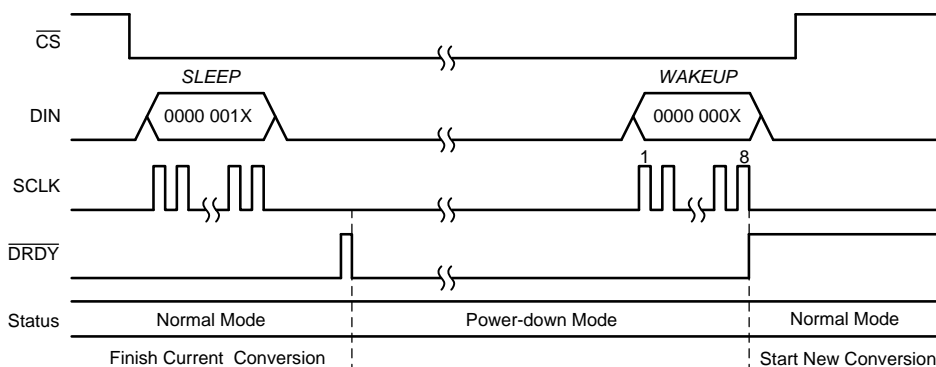 CS
SLEEP
WAKEUP
DIN
0000 001X
0000 000X
1
8
SCLK
DRDY
Status
Normal Mode
Power-down Mode
Normal Mode
Finish Current Conversion
Start New Conversion